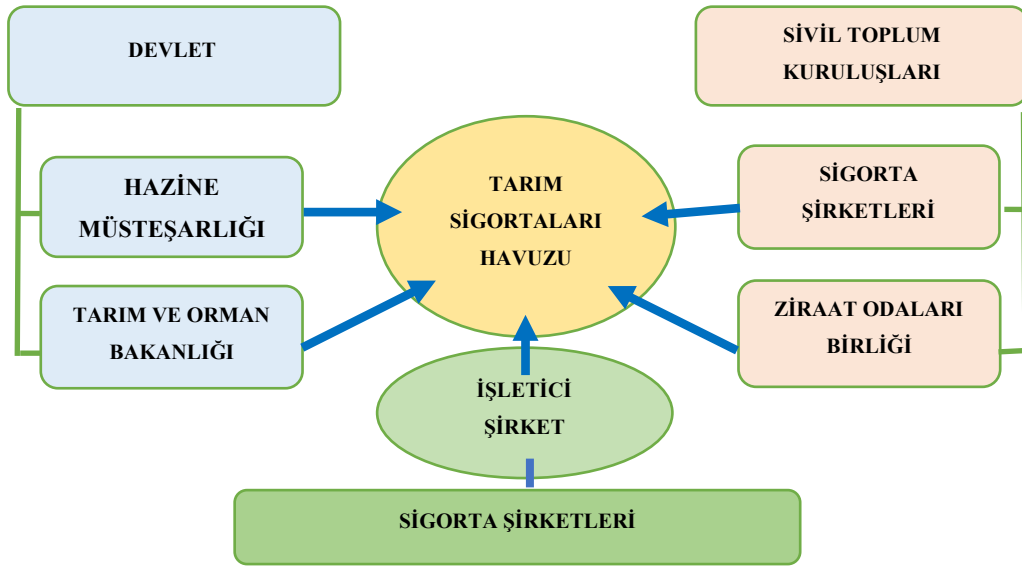 DEVLET
SİVİL TOPLUM
KURULUŞLARI
HAZİNE
MÜSTEŞARLIĞI
TARIM
SİGORTALARI
HAVUZU
SİGORTA
ŞİRKETLERİ
TARIM VE ORMAN
BAKANLIĞI
ZİRAAT ODALARI
BİRLİĞİ
İŞLETİCİ
ŞİRKET
SİGORTA ŞİRKETLERİ